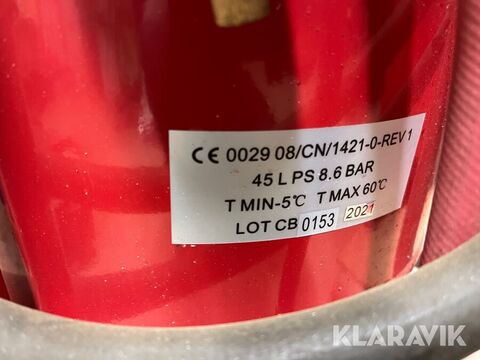 CE 0029 08/CN/1421-0-REV 1
45 L PS 8.6 BAR
T MIN-5℃ T MAX 60℃
LOT CB 0153 2021
KLARAVIK